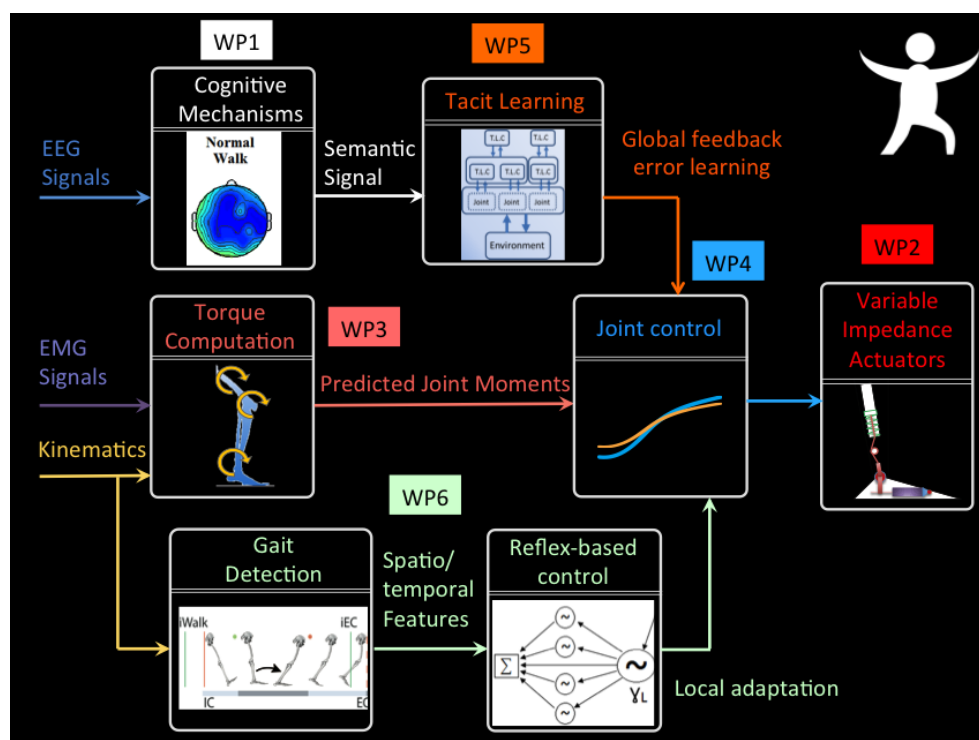 WP1
WP5
Cognitive
Mechanisms
Normal
Walk
EEG
Signals
Semantic
Signal
Tacit Learning
T.L.C
T.L.C
T.L.C
T.L.C
T.L.C
Joint
Joint
Joint
Environment
Global feedback
error learning
WP4
WP2
Torque
Computation
WP3
EMG
Signals
Kinematics
Predicted Joint Moments
Joint control
Variable
Impedance
Actuators
WP6
Gait
Detection
iWalk
iEC
IC
EC
Spatio/
temporal
Features
Reflex-based
control
~
~
~
~
~
Σ
γL
Local adaptation